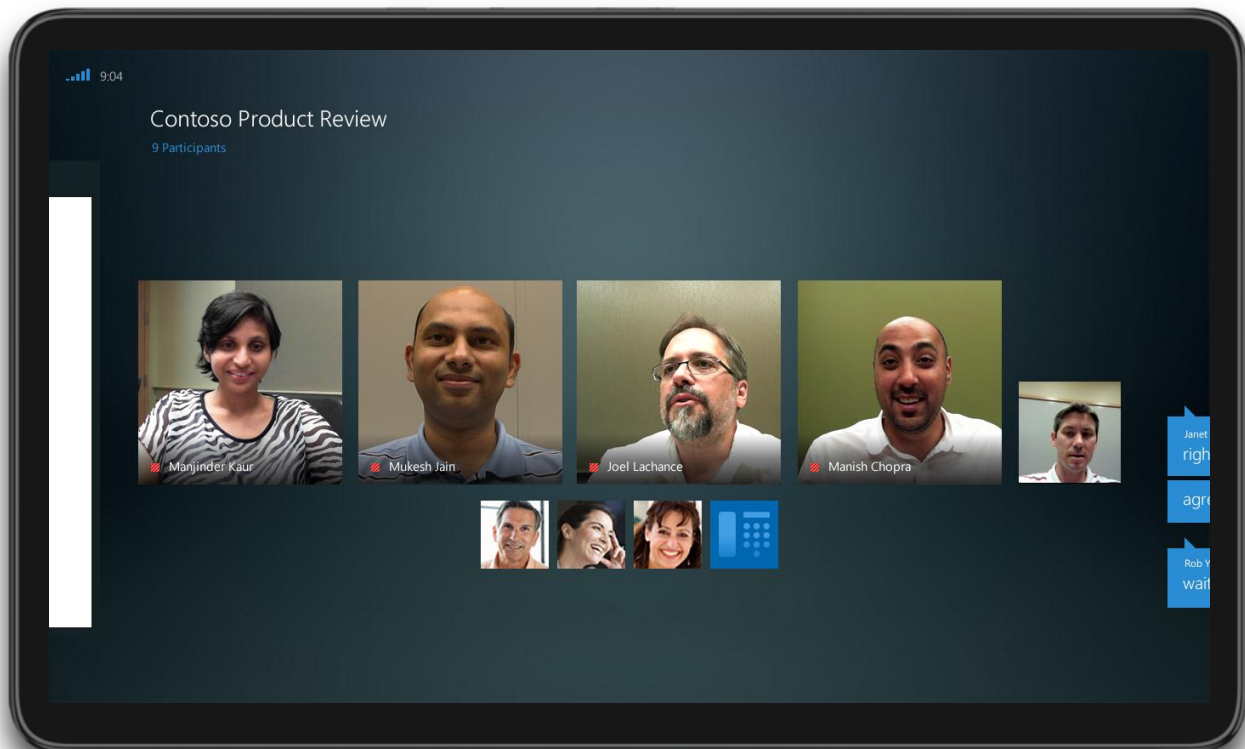 9:04
Contoso Product Review
9 Participants
Manjinder Kaur
Mukesh Jain
Joel Lachance
Manish Chopra
Janet
righ
agre
Rob Y
wait